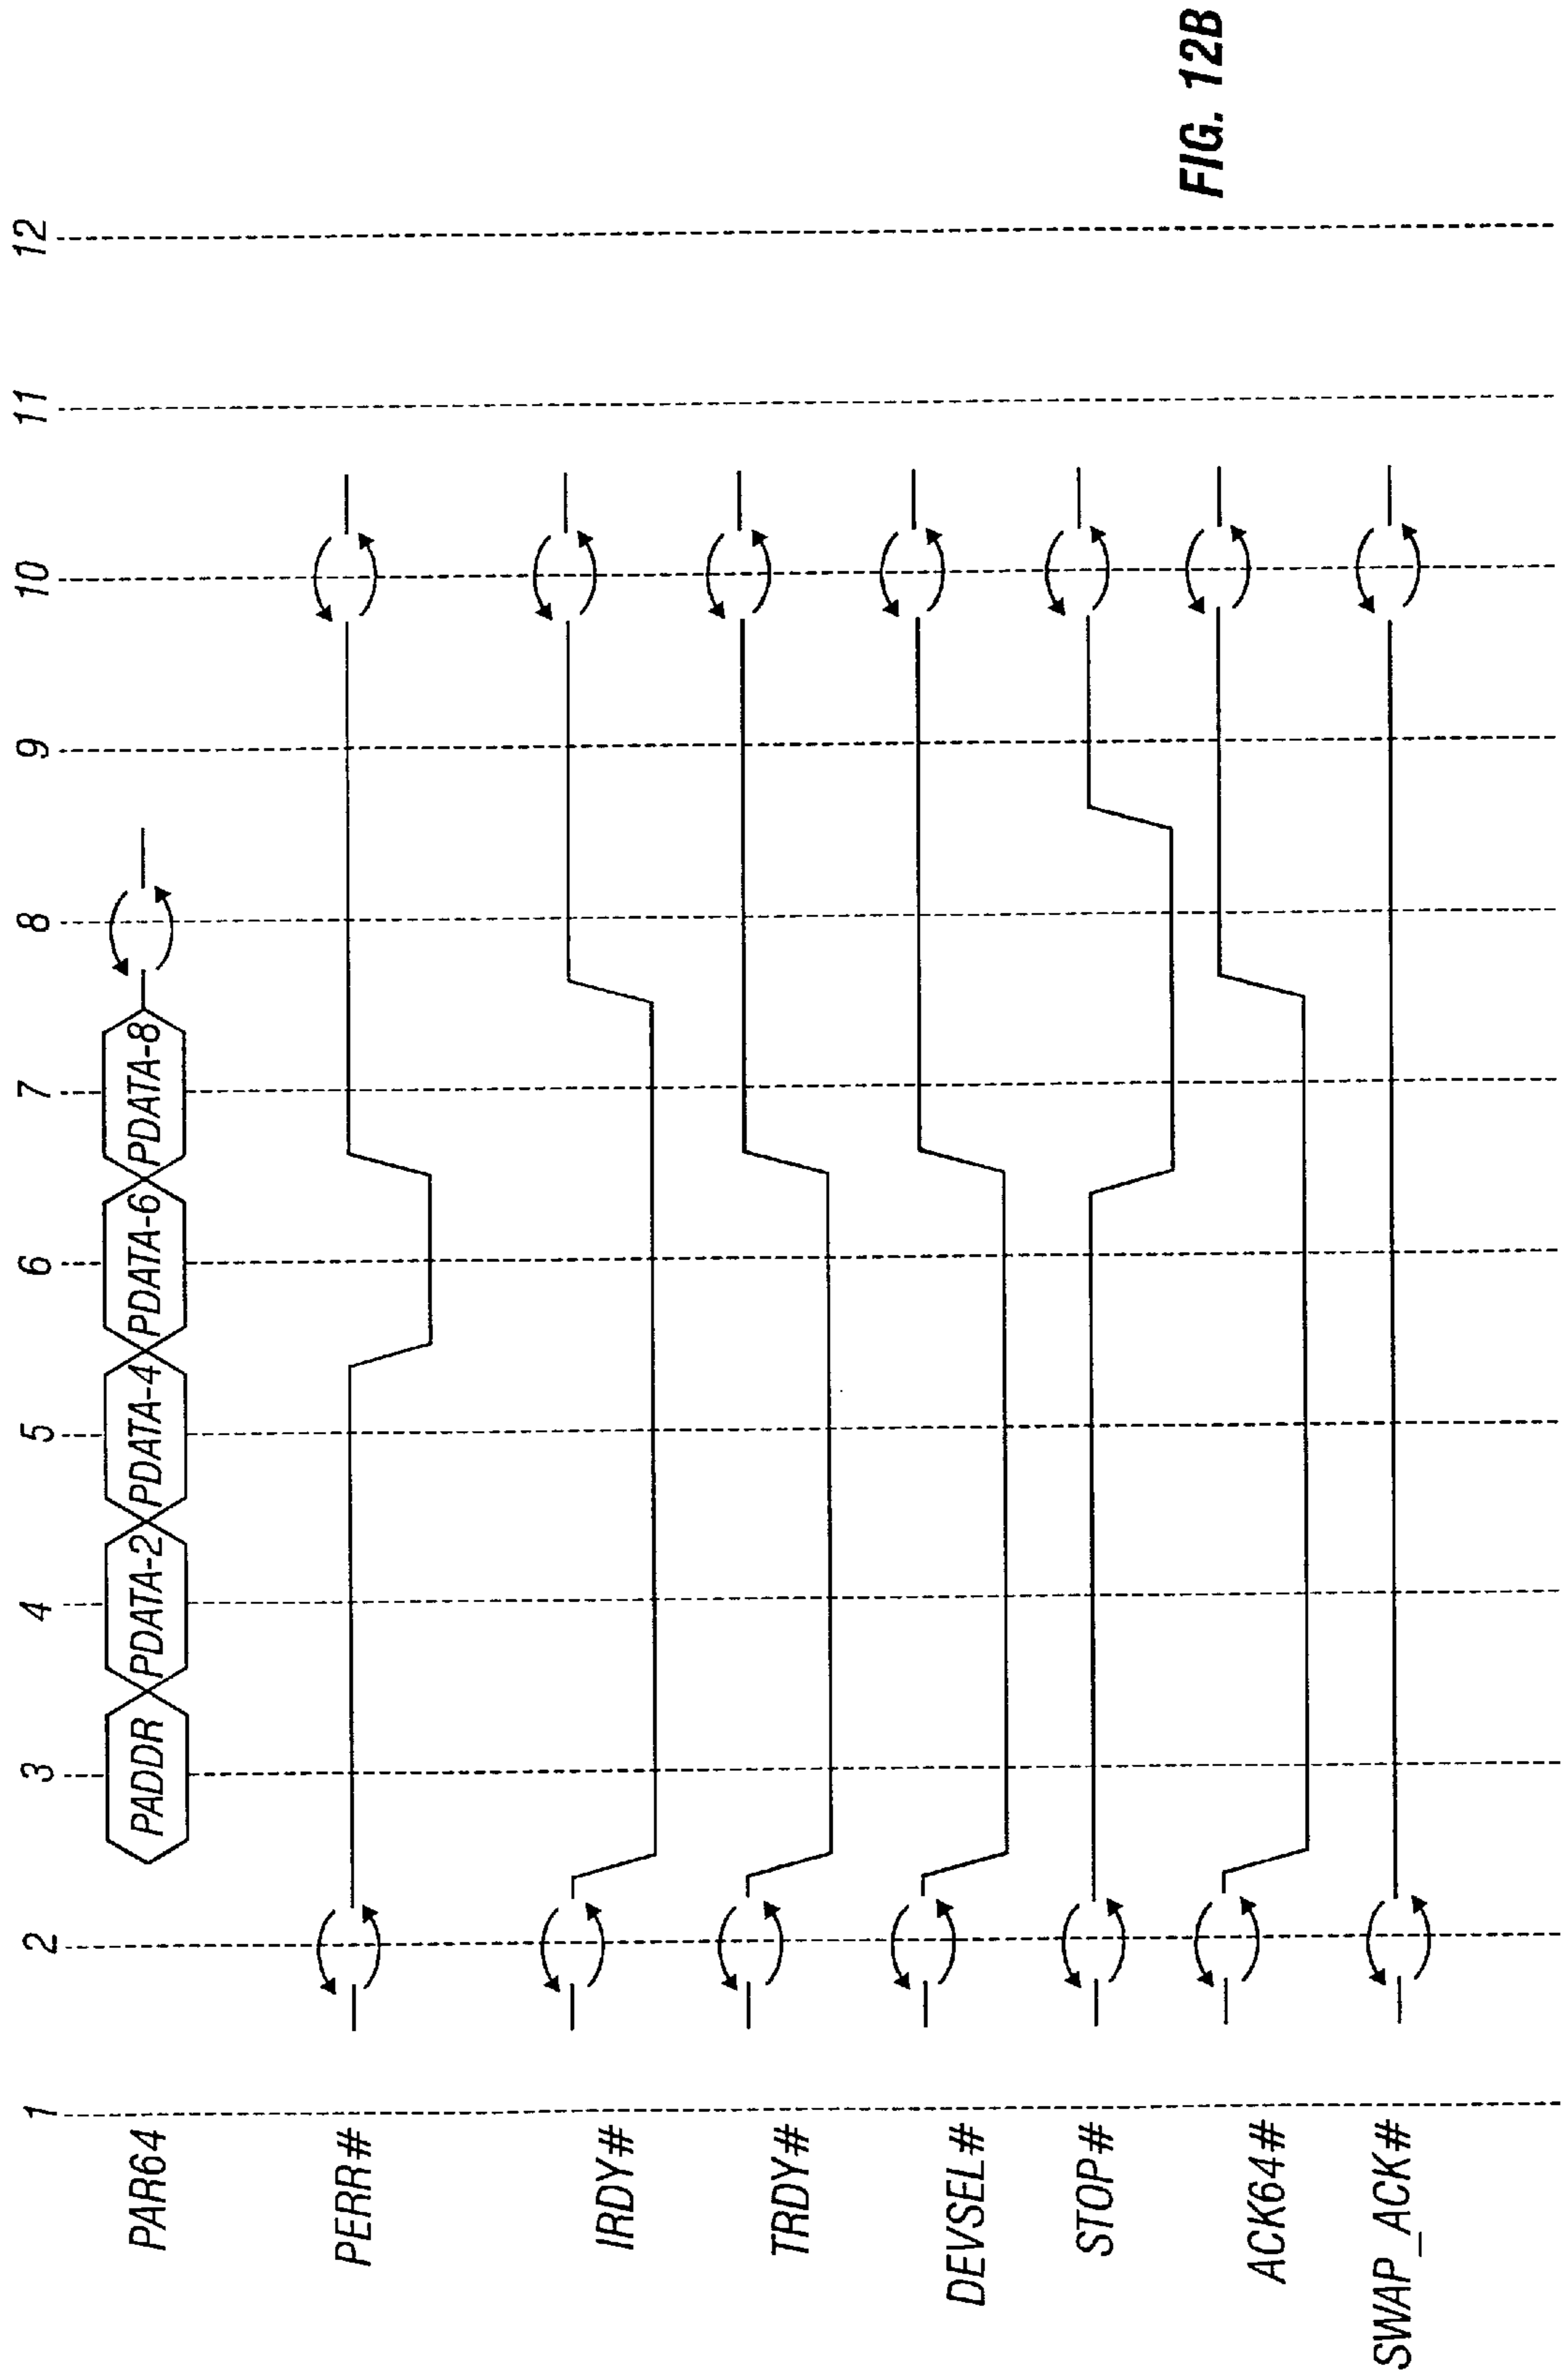 1 2 3 4 5 6 7 8 9 10 11 12
PAR64 PADDR PDATA-2 PDATA-4 PDATA-6 PDATA-8
PERR#
IRDY#
TRDY#
DEVSEL#
STOP#
ACK64#
SWAP_ACK#
FIG. 12B